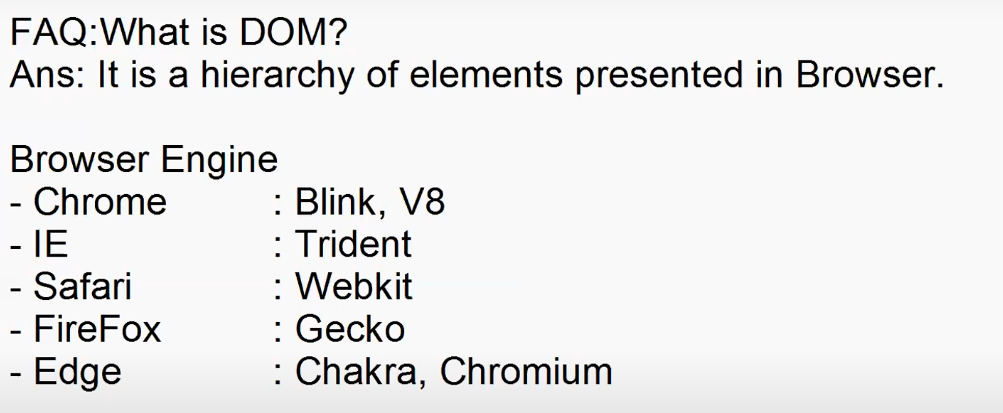 FAQ:What is DOM?
Ans: It is a hierarchy of elements presented in Browser.
Browser Engine
- Chrome : Blink, V8
- IE : Trident
- Safari : Webkit
- FireFox : Gecko
- Edge : Chakra, Chromium